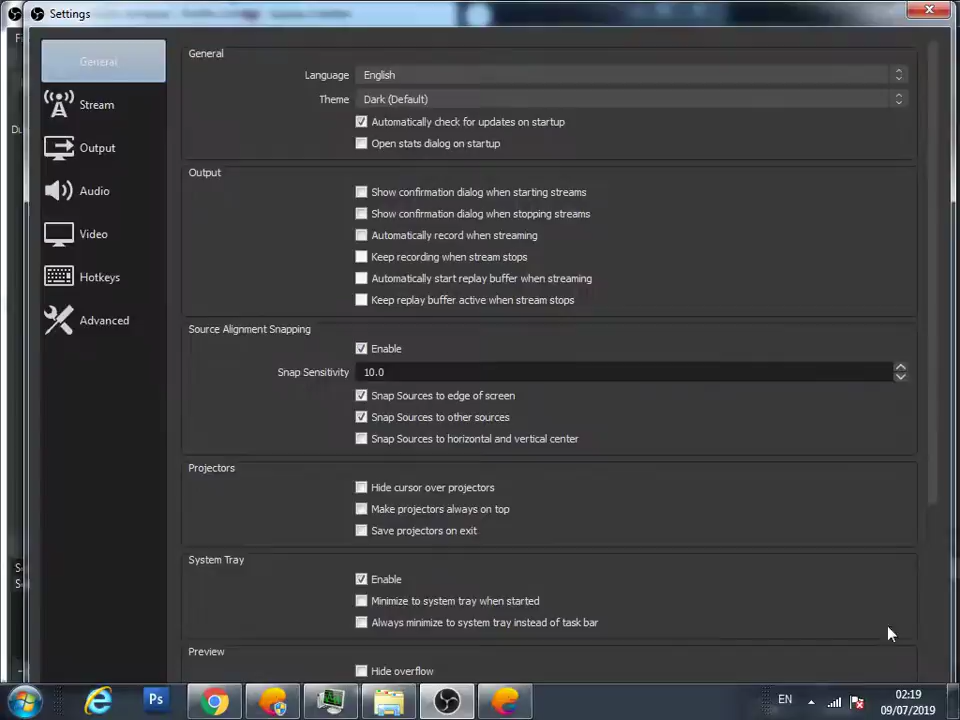 Settings
General
Stream
Output
Audio
Video
Hotkeys
Advanced
General
Language English
Theme Dark (Default)
Automatically check for updates on startup
Open stats dialog on startup
Output
Show confirmation dialog when starting streams
Show confirmation dialog when stopping streams
Automatically record when streaming
Keep recording when stream stops
Automatically start replay buffer when streaming
Keep replay buffer active when stream stops
Source Alignment Snapping
Enable
Snap Sensitivity 10.0
Snap Sources to edge of screen
Snap Sources to other sources
Snap Sources to horizontal and vertical center
Projectors
Hide cursor over projectors
Make projectors always on top
Save projectors on exit
System Tray
Enable
Minimize to system tray when started
Always minimize to system tray instead of task bar
Preview
Hide overflow
Ps
EN
02:19
09/07/2019